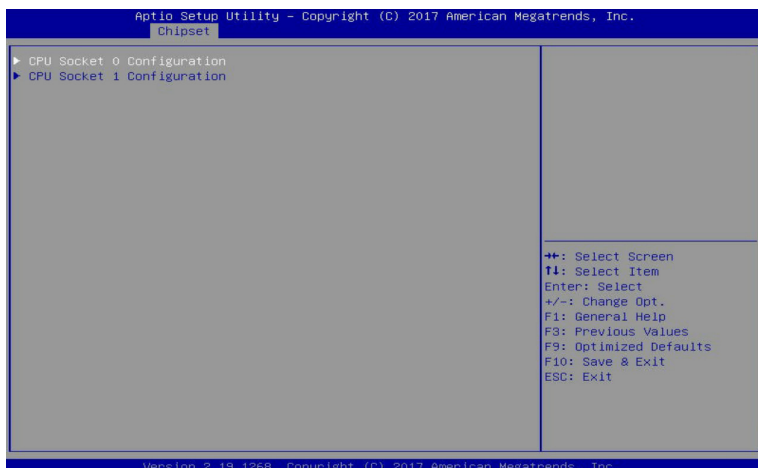 Aptio Setup Utility – Copyright (C) 2017 American Megatrends, Inc.
Chipset
▶ CPU Socket 0 Configuration
▶ CPU Socket 1 Configuration
→←: Select Screen
↑↓: Select Item
Enter: Select
+/-: Change Opt.
F1: General Help
F3: Previous Values
F9: Optimized Defaults
F10: Save & Exit
ESC: Exit
Version 2.19.1268. Copyright (C) 2017 American Megatrends, Inc.